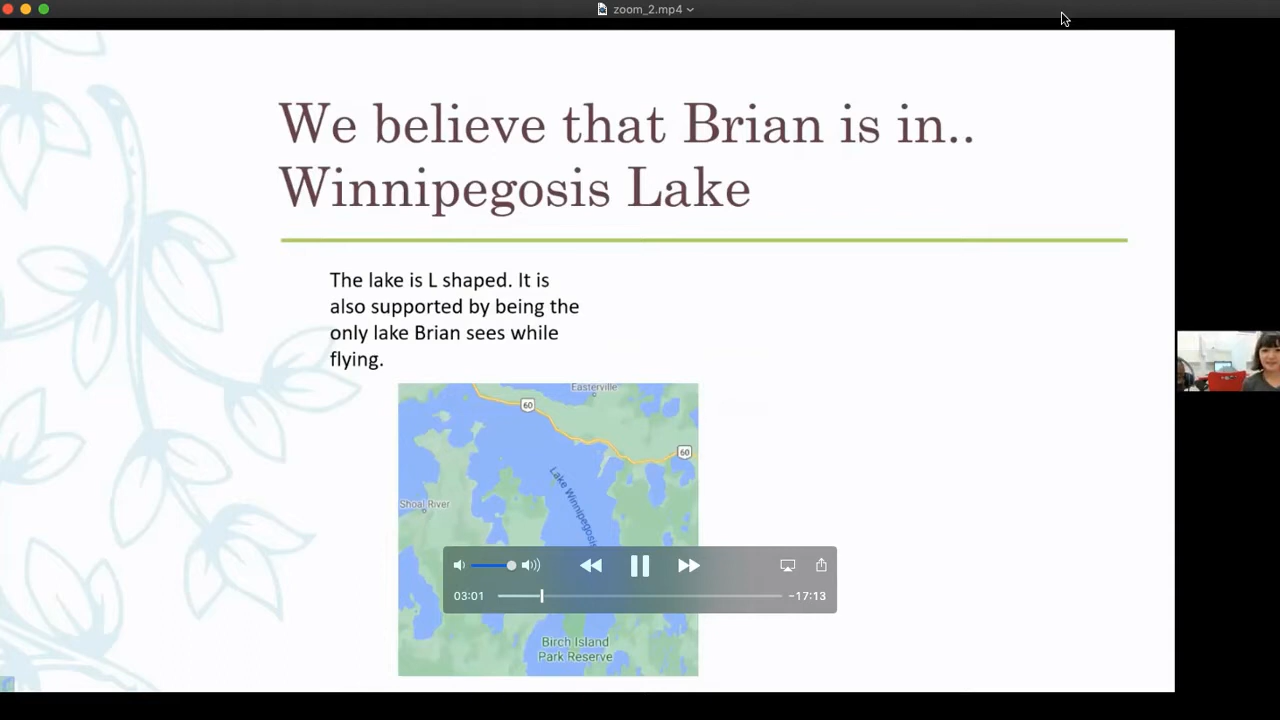 zoom_2.mp4
We believe that Brian is in..
Winnipegosis Lake
The lake is L shaped. It is
also supported by being the
only lake Brian sees while
flying.
Easterville
60
60
Lake Winnipegosis
Shoal River
03:01
-17:13
Birch Island
Park Reserve